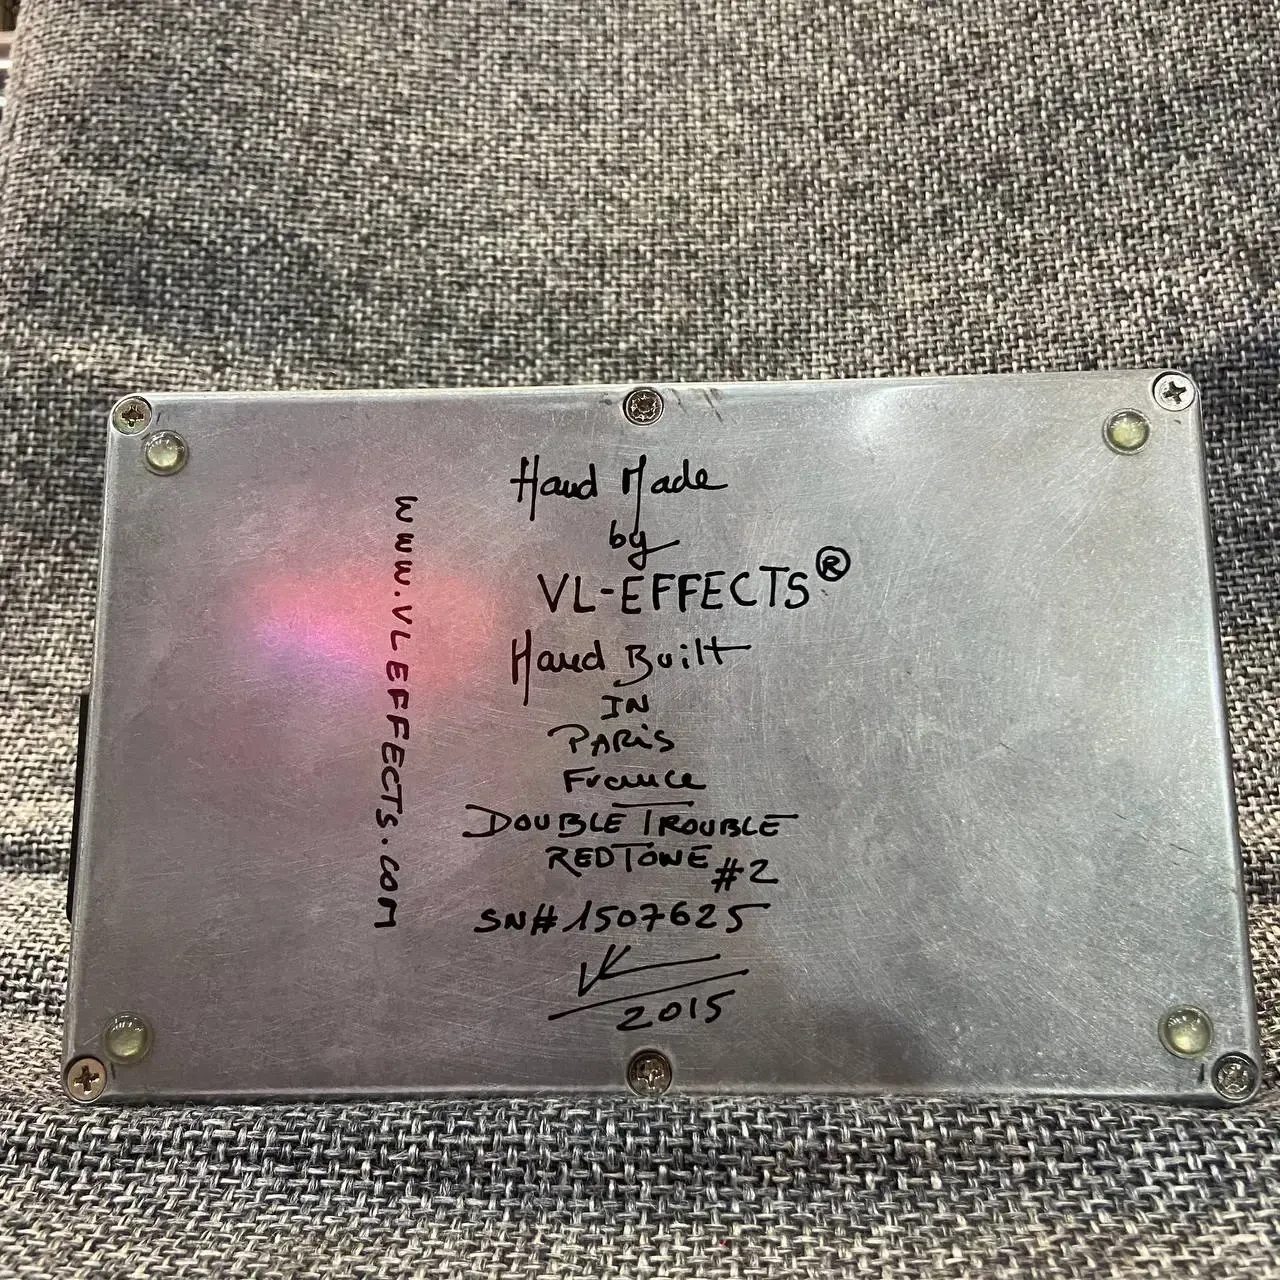 Hand Made
by
VL-EFFECTS®
Hand Built
IN
PARIS
France
DOUBLE TROUBLE
REDTONE #2
SN# 1507625
2015
WWW.VLEFFECTS.COM